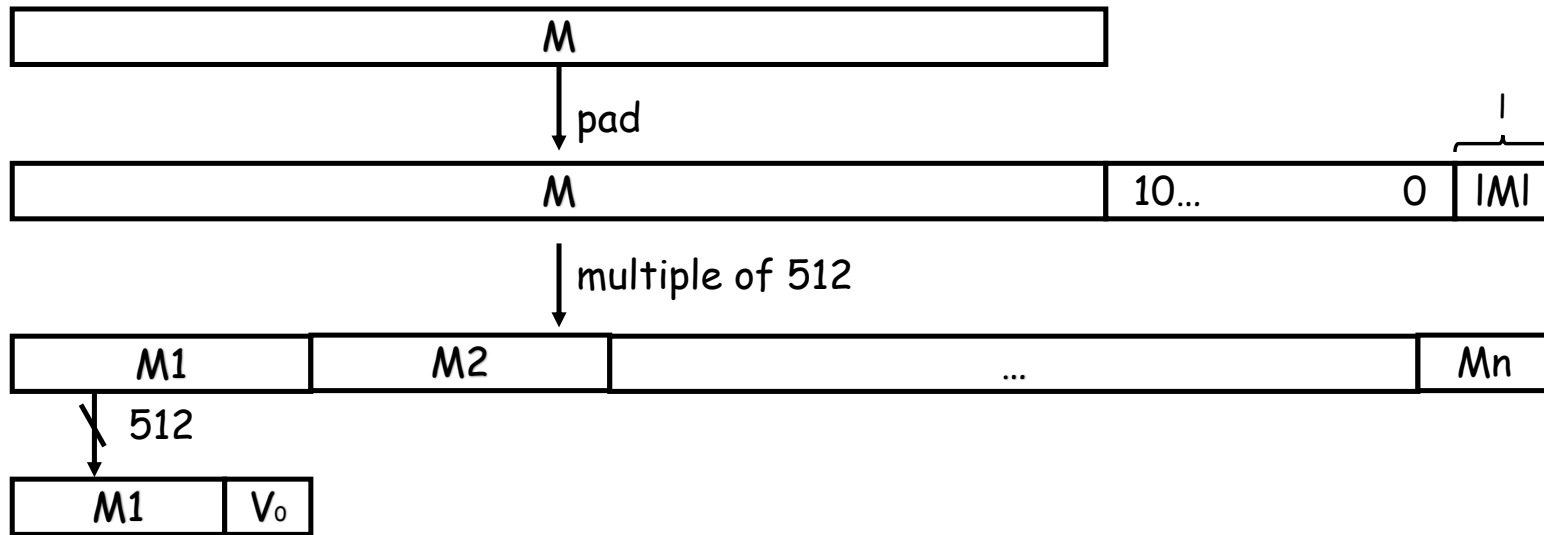 M
pad
l
M 10... 0 |M|
multiple of 512
M1 M2 ... Mn
512
M1 V₀